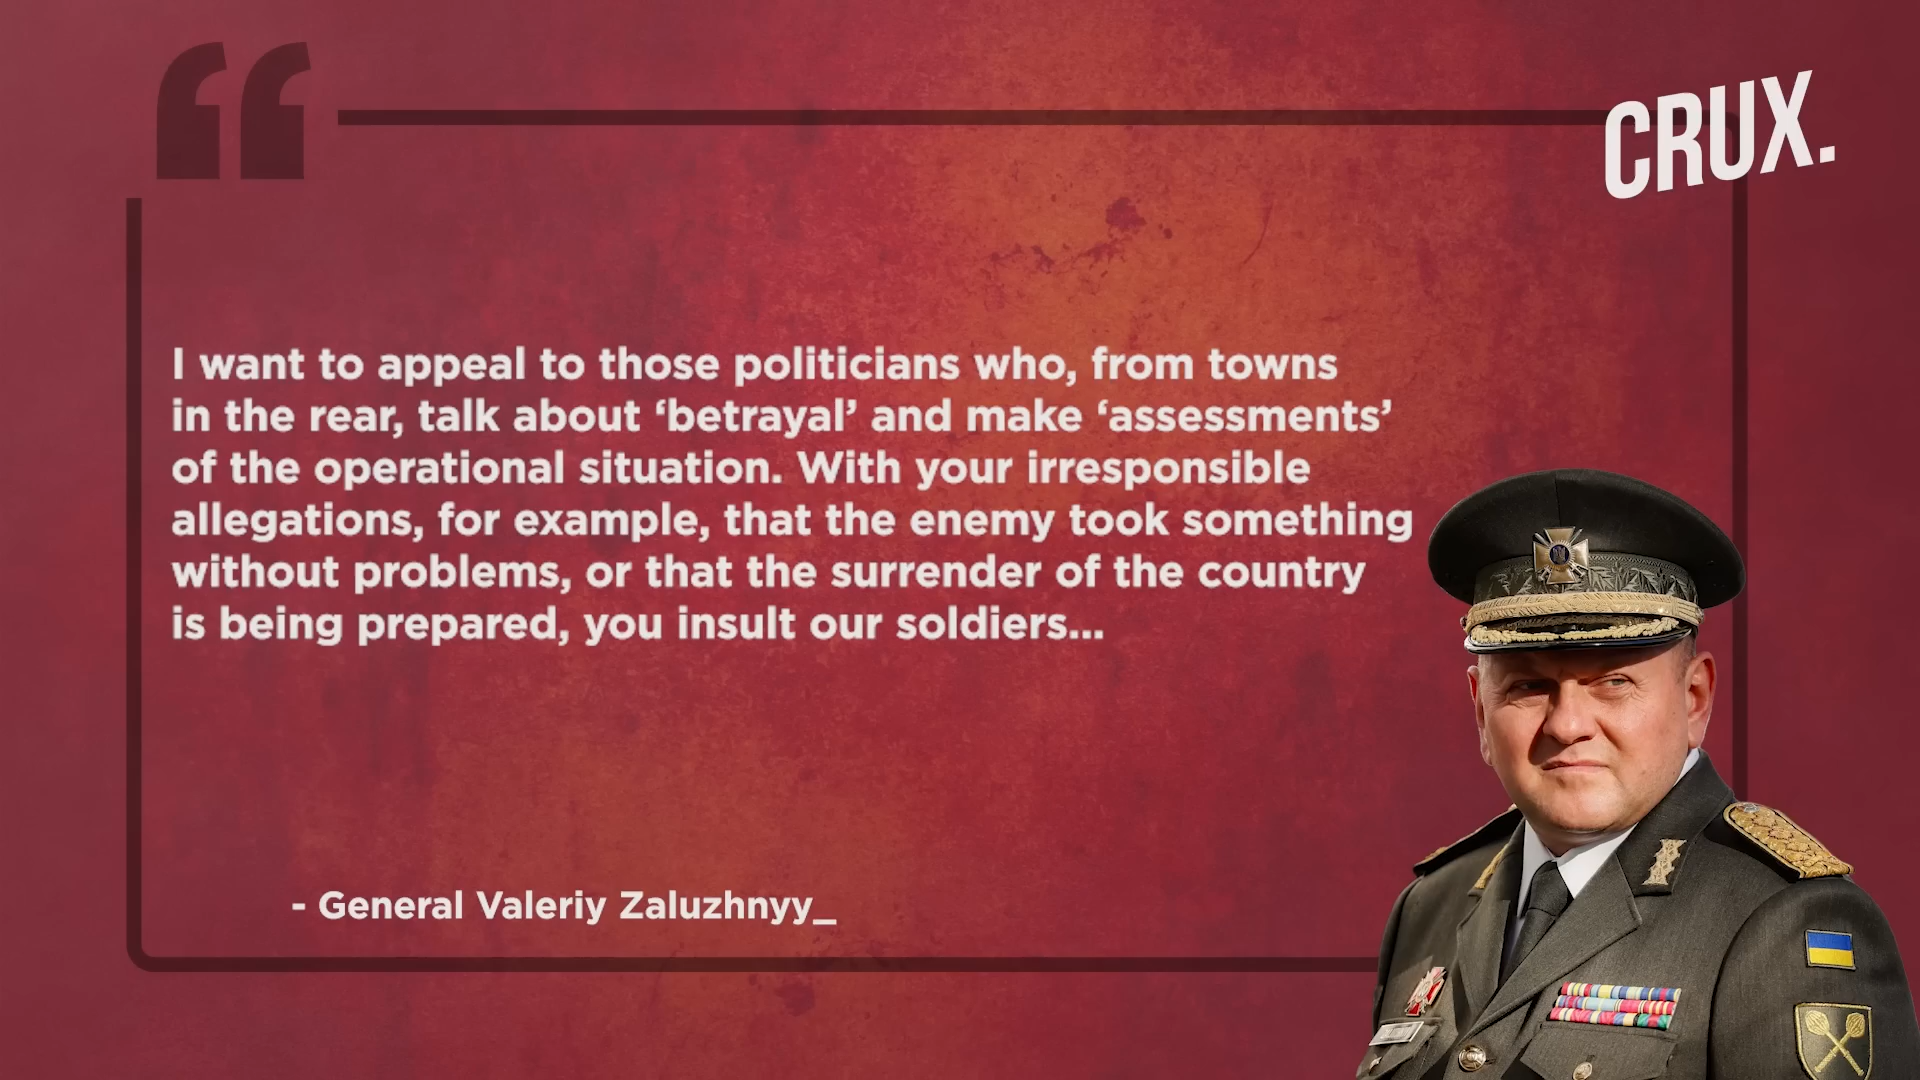 CRUX.
I want to appeal to those politicians who, from towns
in the rear, talk about ‘betrayal’ and make ‘assessments’
of the operational situation. With your irresponsible
allegations, for example, that the enemy took something
without problems, or that the surrender of the country
is being prepared, you insult our soldiers...
- General Valeriy Zaluzhnyy_